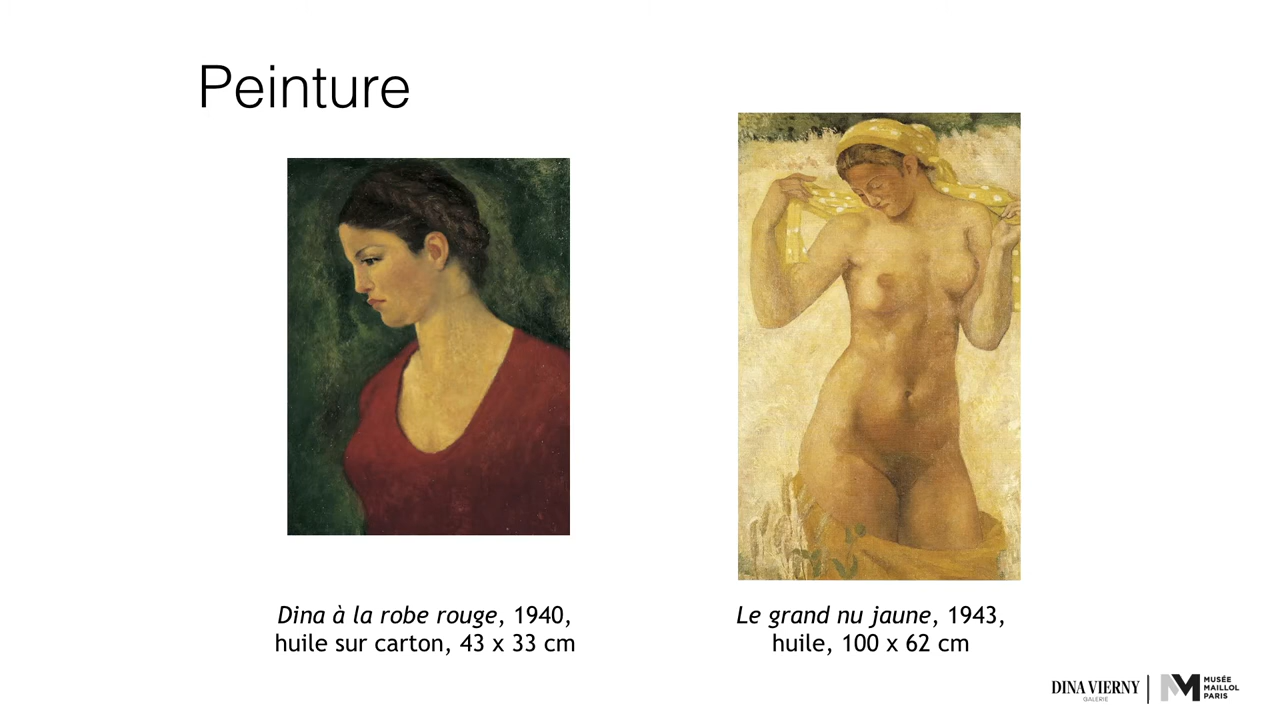 Peinture
Dina à la robe rouge, 1940,
huile sur carton, 43 x 33 cm
Le grand nu jaune, 1943,
huile, 100 x 62 cm
DINA VIERNY
GALERIE
MUSÉE
MAILLOL
PARIS